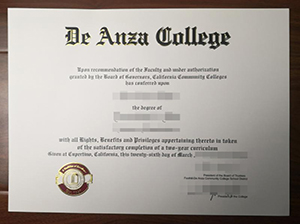 De Anza College
Upon recommendation of the Faculty and under authorization
granted by the Board of Governors, California Community Colleges
has conferred upon
the degree of
with all Rights, Benefits and Privileges appertaining thereto in token
of the satisfactory completion of a two-year curriculum
Given at Cupertino, California, this twenty-sixth day of March